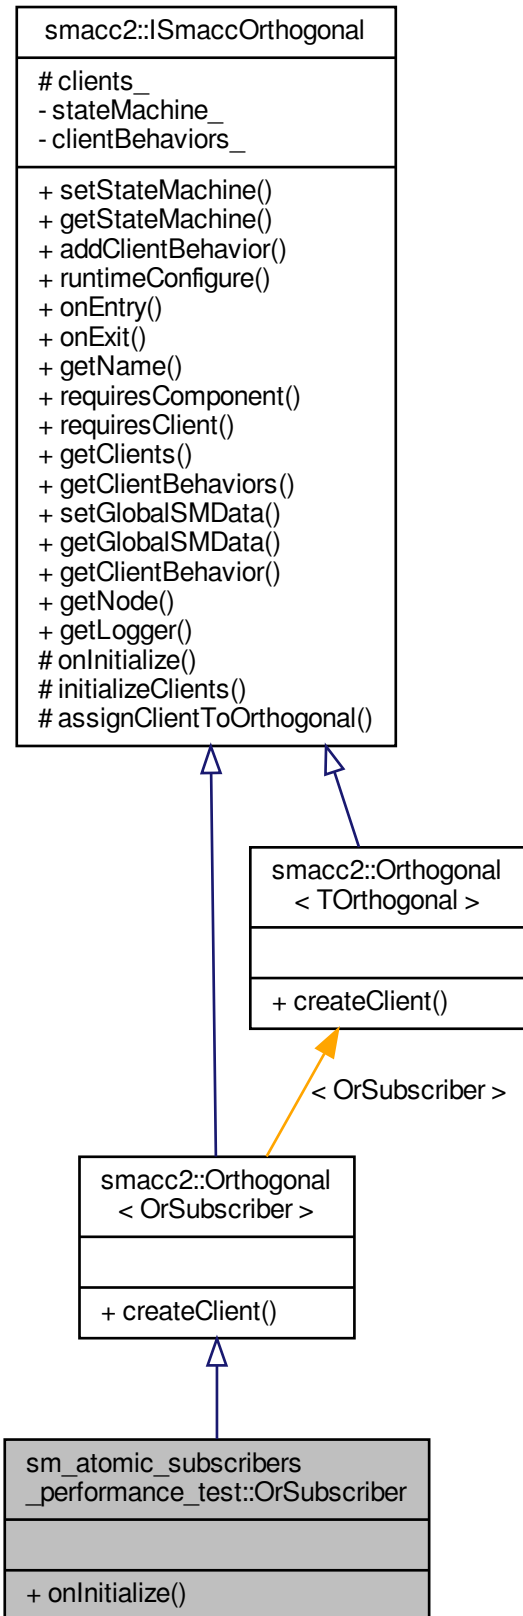 smacc2::ISmaccOrthogonal
# clients_
- stateMachine_
- clientBehaviors_
+ setStateMachine()
+ getStateMachine()
+ addClientBehavior()
+ runtimeConfigure()
+ onEntry()
+ onExit()
+ getName()
+ requiresComponent()
+ requiresClient()
+ getClients()
+ getClientBehaviors()
+ setGlobalSMData()
+ getGlobalSMData()
+ getClientBehavior()
+ getNode()
+ getLogger()
# onInitialize()
# initializeClients()
# assignClientToOrthogonal()
smacc2::Orthogonal
< TOrthogonal >
+ createClient()
< OrSubscriber >
smacc2::Orthogonal
< OrSubscriber >
+ createClient()
sm_atomic_subscribers
_performance_test::OrSubscriber
+ onInitialize()